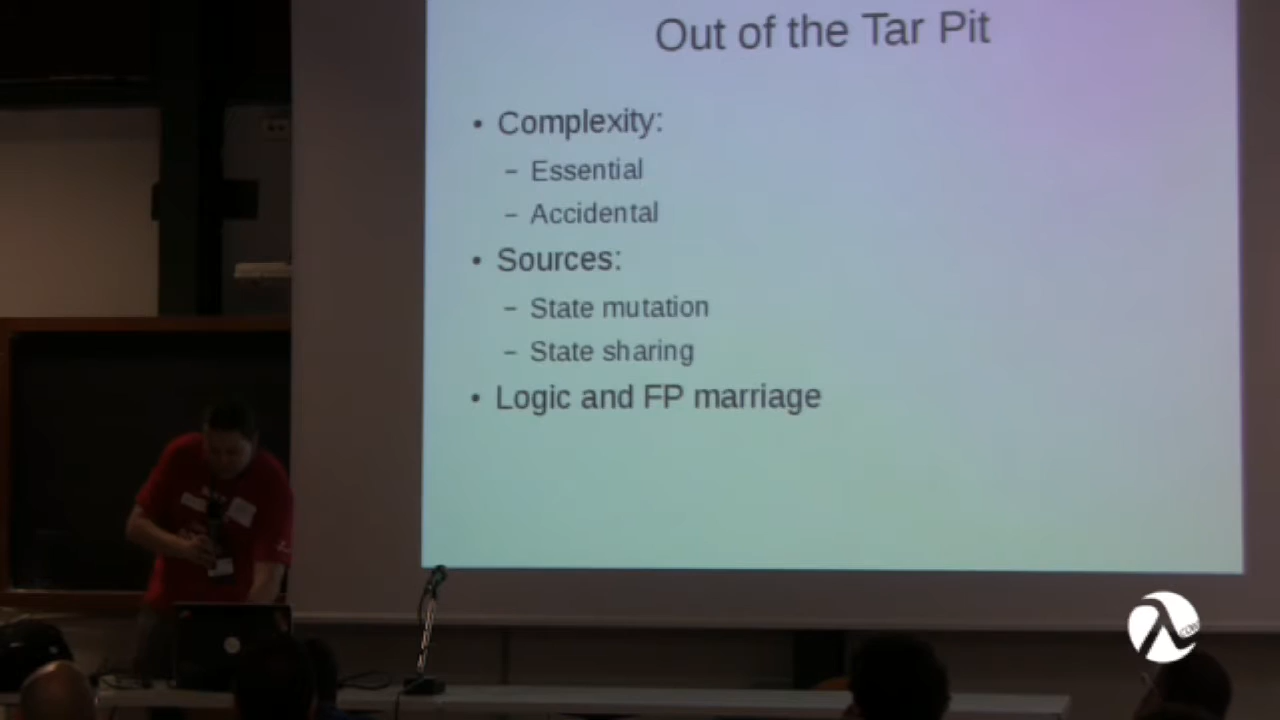 Out of the Tar Pit
• Complexity:
– Essential
– Accidental
• Sources:
– State mutation
– State sharing
• Logic and FP marriage
λ